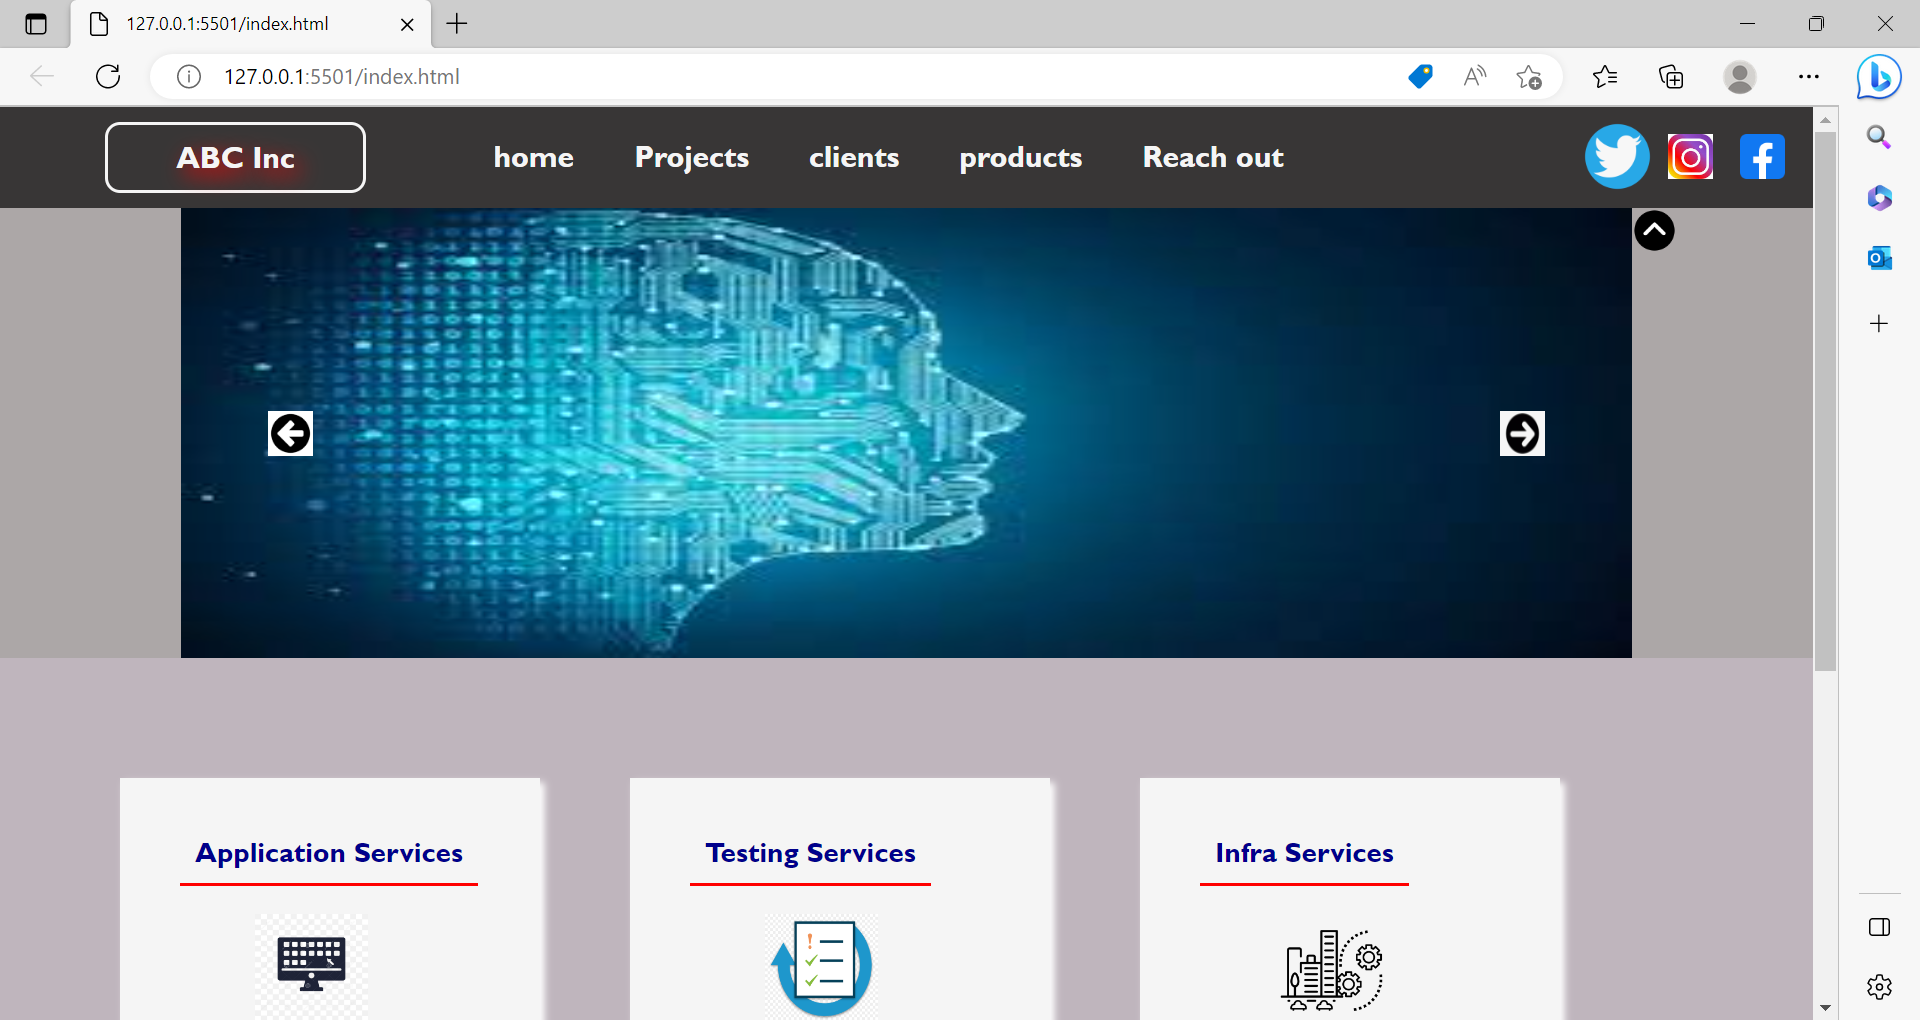 127.0.0.1:5501/index.html
127.0.0.1:5501/index.html
ABC Inc
home Projects clients products Reach out
Application Services Testing Services Infra Services